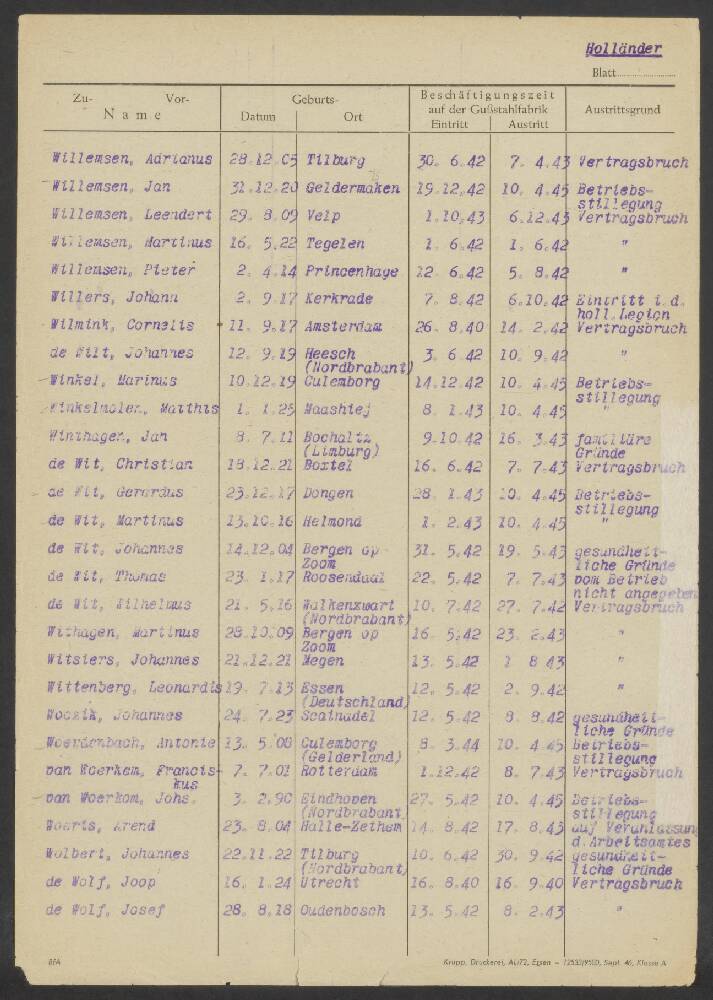 Holländer
Blatt
Zu- Vor- Geburts- Beschäftigungszeit
Name auf der Gußstahlfabrik Austrittsgrund
Datum Ort Eintritt Austritt
Willemsen, Adrianus 28.12.05 Tilburg 30. 6.42 7. 4.43 Vertragsbruch
Willemsen, Jan 31.12.20 Geldermaken 19.12.42 10. 4.45 Betriebs-
stillegung
Willemsen, Leendert 29. 8.09 Velp 1.10.43 6.12.43 Vertragsbruch
Willemsen, Martinus 16. 5.22 Tegelen 1. 6.42 1. 6.42 "
Willemsen, Pieter 2. 4.14 Princenhage 12. 6.42 5. 8.42 "
Willers, Johann 2. 9.17 Kerkrade 7. 8.42 6.10.42 Eintritt i.d.
holl.Legion
Wilmink, Cornelis 11. 9.17 Amsterdam 26. 8.40 14. 2.42 Vertragsbruch
de Wilt, Johannes 12. 9.19 Heesch 3. 6.42 10. 9.42 "
(Nordbrabant)
Winkel, Marinus 10.12.19 Culemborg 14.12.42 10. 4.45 Betriebs=
stillegung
Winkelmolen, Matthis 1. 1.25 Maashiej 8. 1.43 10. 4.45 "
Winthagen, Jan 8. 7.11 Bochaltz 9.10.42 16. 3.43 familiäre
(Limburg) Gründe
de Wit, Christian 18.12.21 Boxtel 16. 6.42 7. 7.43 Vertragsbruch
de Wit, Gerardus 23.12.17 Dongen 28. 1.43 10. 4.45 Betriebs-
stillegung
de Wit, Martinus 13.10.16 Helmond 1. 2.43 10. 4.45 "
de Wit, Johannes 14.12.04 Bergen op 31. 5.42 19. 5.43 gesundheit-
Zoom liche Gründe
de Wit, Thomas 23. 1.17 Roosendaal 22. 5.42 7. 7.43 vom Betrieb
nicht angegeben
de Wit, Wilhelmus 21. 5.16 Walkenzwart 10. 7.42 27. 7.42 Vertragsbruch
(Nordbrabant)
Withagen, Martinus 28.10.09 Bergen op 16. 5.42 23. 2.43 "
Zoom
Witsiers, Johannes 21.12.21 Megen 13. 5.42 1. 8.43 "
Wittenberg, Leonardis 19. 7.13 Essen 12. 5.42 2. 9.42 "
(Deutschland)
Woczik, Johannes 24. 7.23 12. 5.42 8. 8.42 gesundheit-
liche Gründe
Woerdenbach, Antonie 13. 5.08 Culemborg 8. 3.44 10. 4.45 Betriebs-
(Gelderland) stillegung
van Woerkem, Francis- 7. 7.01 Rotterdam 1.12.42 8. 7.43 Vertragsbruch
kus
van Woerkom, Johs. 3. 2.90 Eindhoven 27. 5.42 10. 4.45 Betriebs-
(Nordbrabant) stillegung
Woerts, Arend 23. 8.04 Halle-Zethem 14. 8.42 17. 8.43 auf Veranlassung
d.Arbeitsamtes
Wolbert, Johannes 22.11.22 Tilburg 10. 6.42 30. 9.42 gesundheit-
(Nordbrabant) liche Gründe
de Wolf, Joop 16. 1.24 Utrecht 16. 8.40 16. 9.40 Vertragsbruch
de Wolf, Josef 28. 8.18 Oudenbosch 13. 5.42 8. 2.43 "
BFA Krupp, Druckerei, Essen Sept. 46, Klasse A